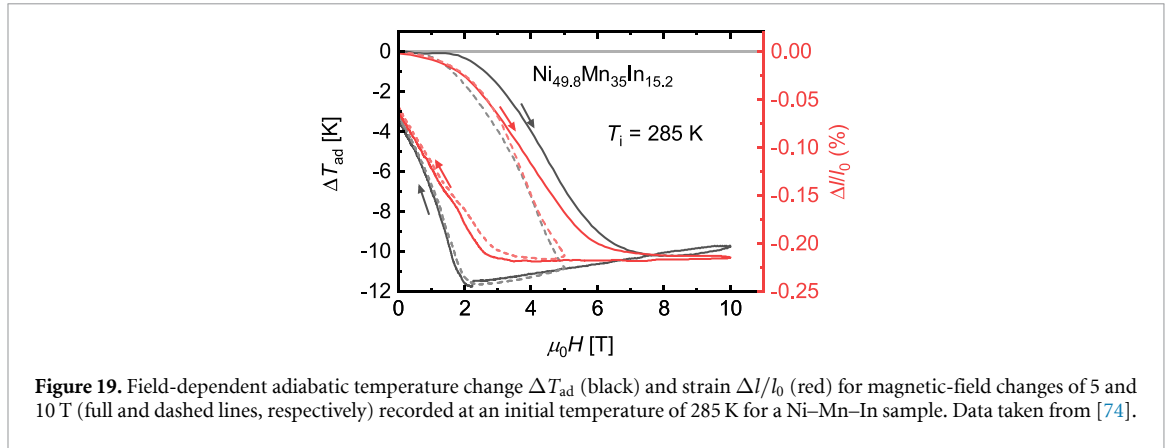 0
-2
-4
-6
-8
-10
-12
ΔT_ad [K]
Ni_49.8Mn_35In_15.2
T_i = 285 K
0.00
-0.05
-0.10
-0.15
-0.20
-0.25
Δl/l_0 (%)
0 2 4 6 8 10
μ_0H [T]
Figure 19. Field-dependent adiabatic temperature change ΔT_ad (black) and strain Δl/l_0 (red) for magnetic-field changes of 5 and
10 T (full and dashed lines, respectively) recorded at an initial temperature of 285 K for a Ni–Mn–In sample. Data taken from [74].